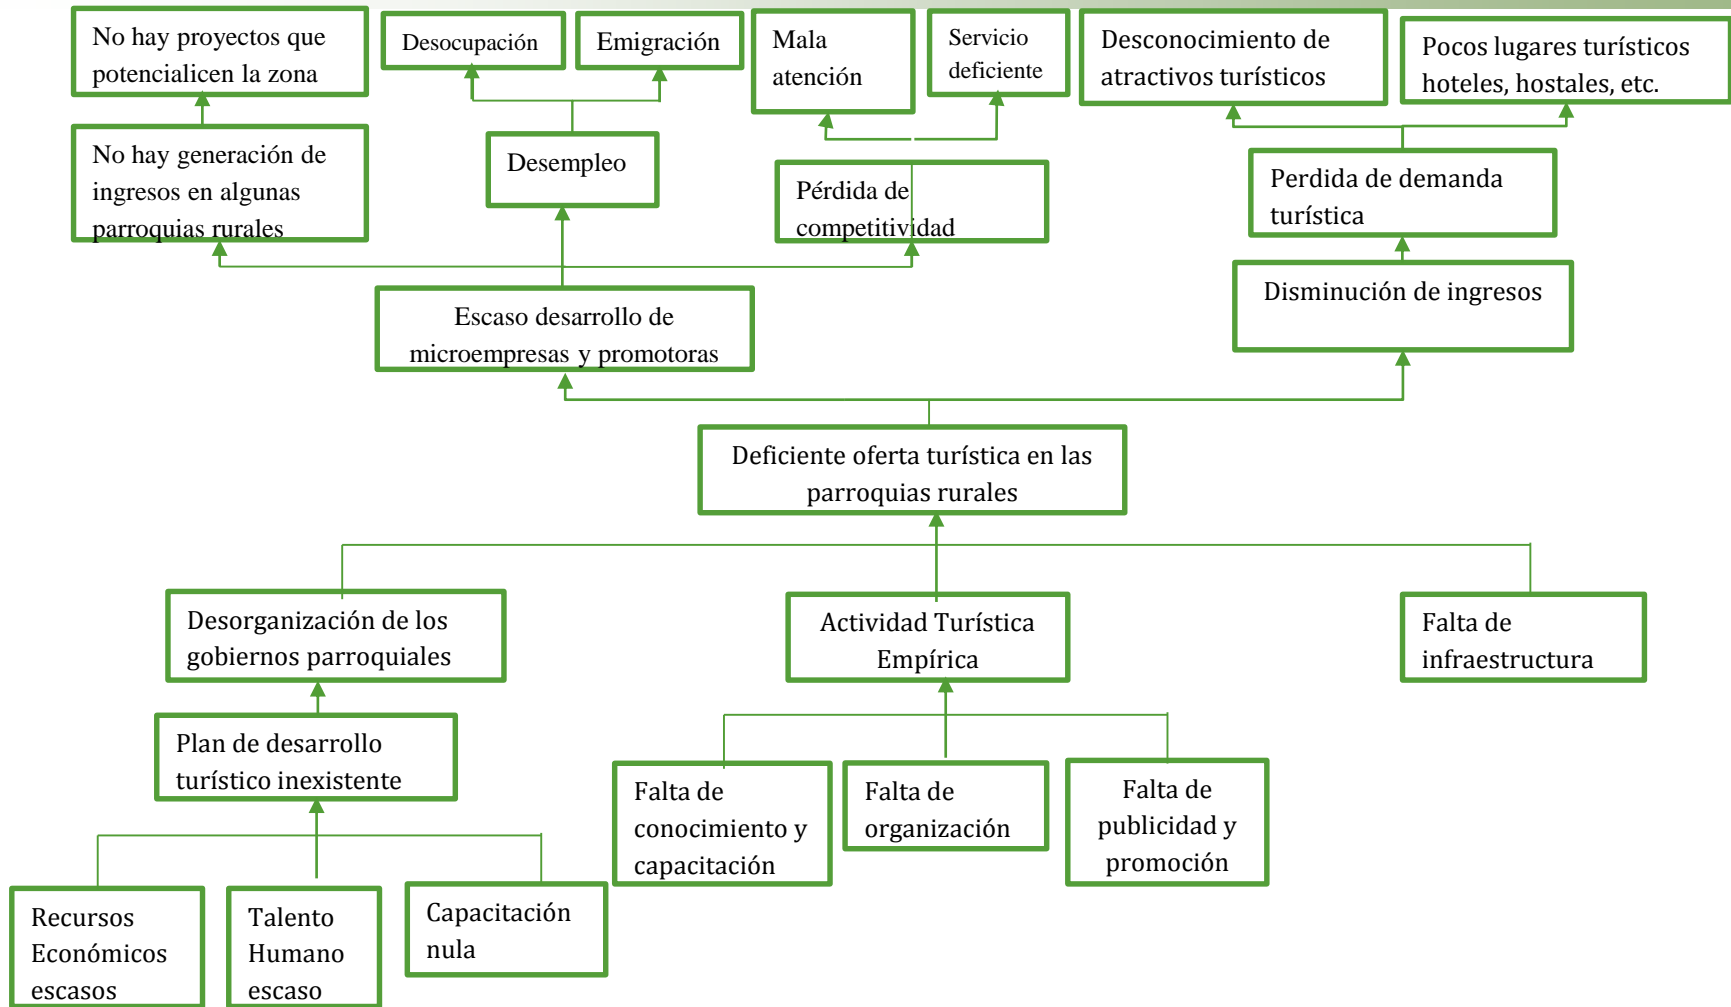 No hay proyectos que
potencialicen la zona
Desocupación
Emigración
Mala
atención
Servicio
deficiente
Desconocimiento de
atractivos turísticos
Pocos lugares turísticos
hoteles, hostales, etc.
No hay generación de
ingresos en algunas
parroquias rurales
Desempleo
Pérdida de
competitividad
Perdida de demanda
turística
Escaso desarrollo de
microempresas y promotoras
Disminución de ingresos
Deficiente oferta turística en las
parroquias rurales
Desorganización de los
gobiernos parroquiales
Actividad Turística
Empírica
Falta de
infraestructura
Plan de desarrollo
turístico inexistente
Falta de
conocimiento y
capacitación
Falta de
organización
Falta de
publicidad y
promoción
Recursos
Económicos
escasos
Talento
Humano
escaso
Capacitación
nula